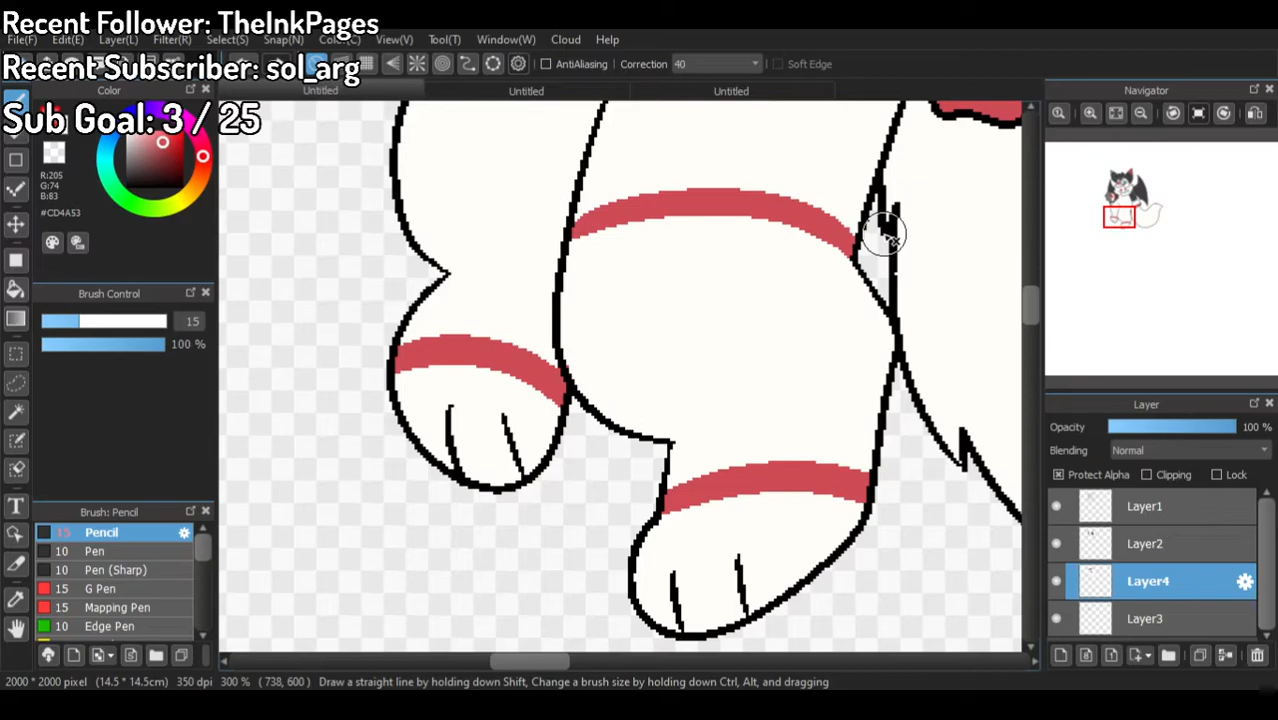 Recent Follower: TheInkPages
File(F) Edit(E) Layer(L) Filter(R) Select(S) Snap(N) Color(C) View(V) Tool(T) Window(W) Cloud Help
Recent Subscriber: sol_arg
AntiAliasing Correction 40 Soft Edge
Color Untitled Untitled Untitled Navigator
Sub Goal: 3 / 25
R:205
G:74
B:83
#CD4A53
Brush Control
15
100 %
Layer
Opacity 100 %
Blending Normal
Protect Alpha Clipping Lock
Layer1
Layer2
Layer4
Layer3
Brush: Pencil
15 Pencil
10 Pen
10 Pen (Sharp)
15 G Pen
15 Mapping Pen
10 Edge Pen
2000 * 2000 pixel (14.5 * 14.5cm) 350 dpi 300 % ( 738, 600 ) Draw a straight line by holding down Shift, Change a brush size by holding down Ctrl, Alt, and dragging